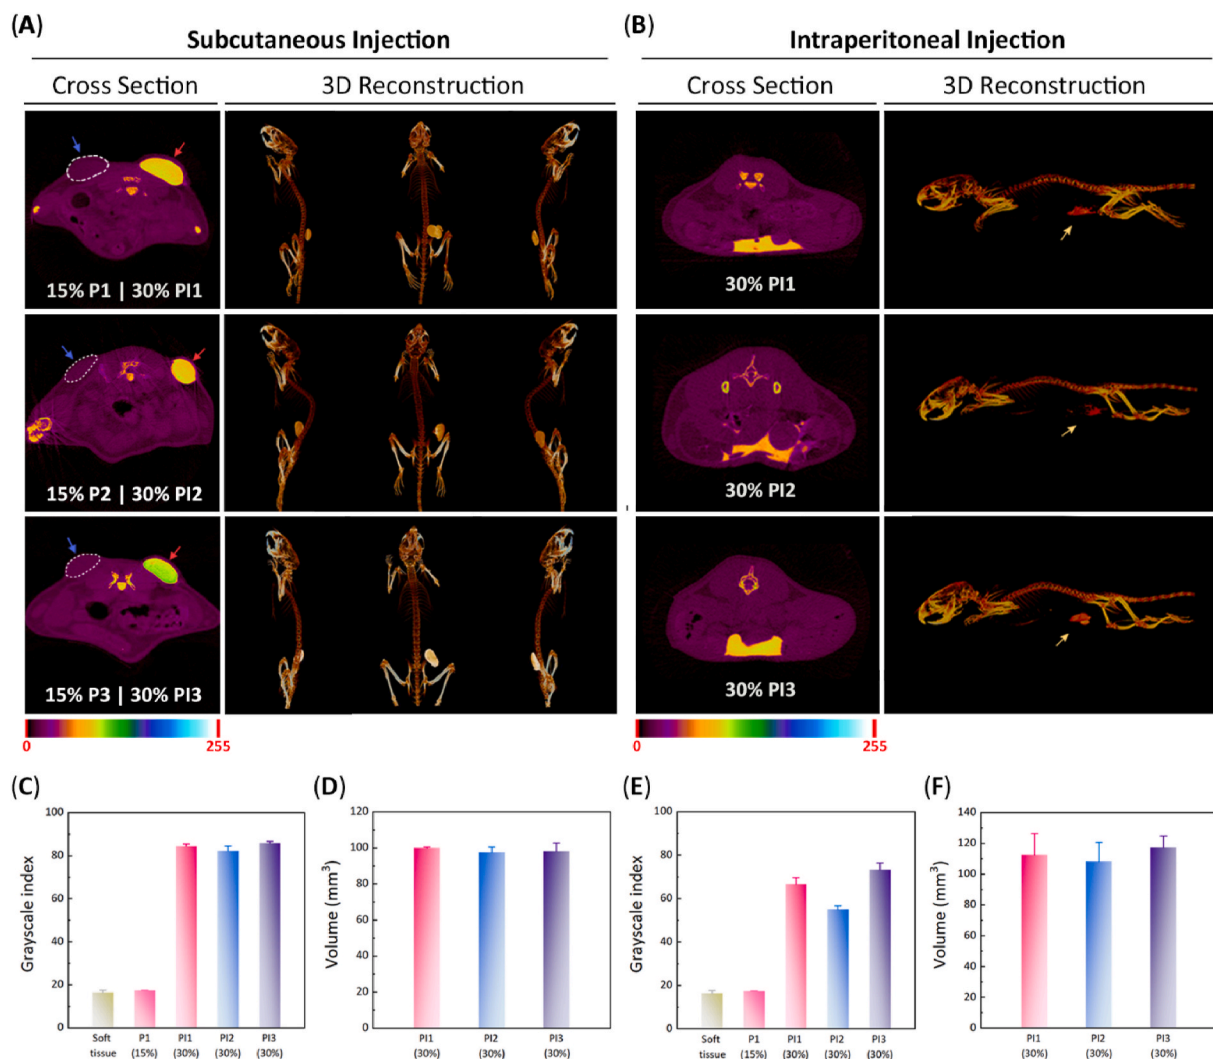 (A)
Subcutaneous Injection
Cross Section
3D Reconstruction
15% P1 | 30% PI1
15% P2 | 30% PI2
15% P3 | 30% PI3
0
255
(B)
Intraperitoneal Injection
Cross Section
3D Reconstruction
30% PI1
30% PI2
30% PI3
0
255
(C)
Grayscale index
100
80
60
40
20
0
Soft tissue
P1 (15%)
PI1 (30%)
PI2 (30%)
PI3 (30%)
(D)
Volume (mm³)
120
100
80
60
40
20
0
PI1 (30%)
PI2 (30%)
PI3 (30%)
(E)
Grayscale index
100
80
60
40
20
0
Soft tissue
P1 (15%)
PI1 (30%)
PI2 (30%)
PI3 (30%)
(F)
Volume (mm³)
140
120
100
80
60
40
20
0
PI1 (30%)
PI2 (30%)
PI3 (30%)